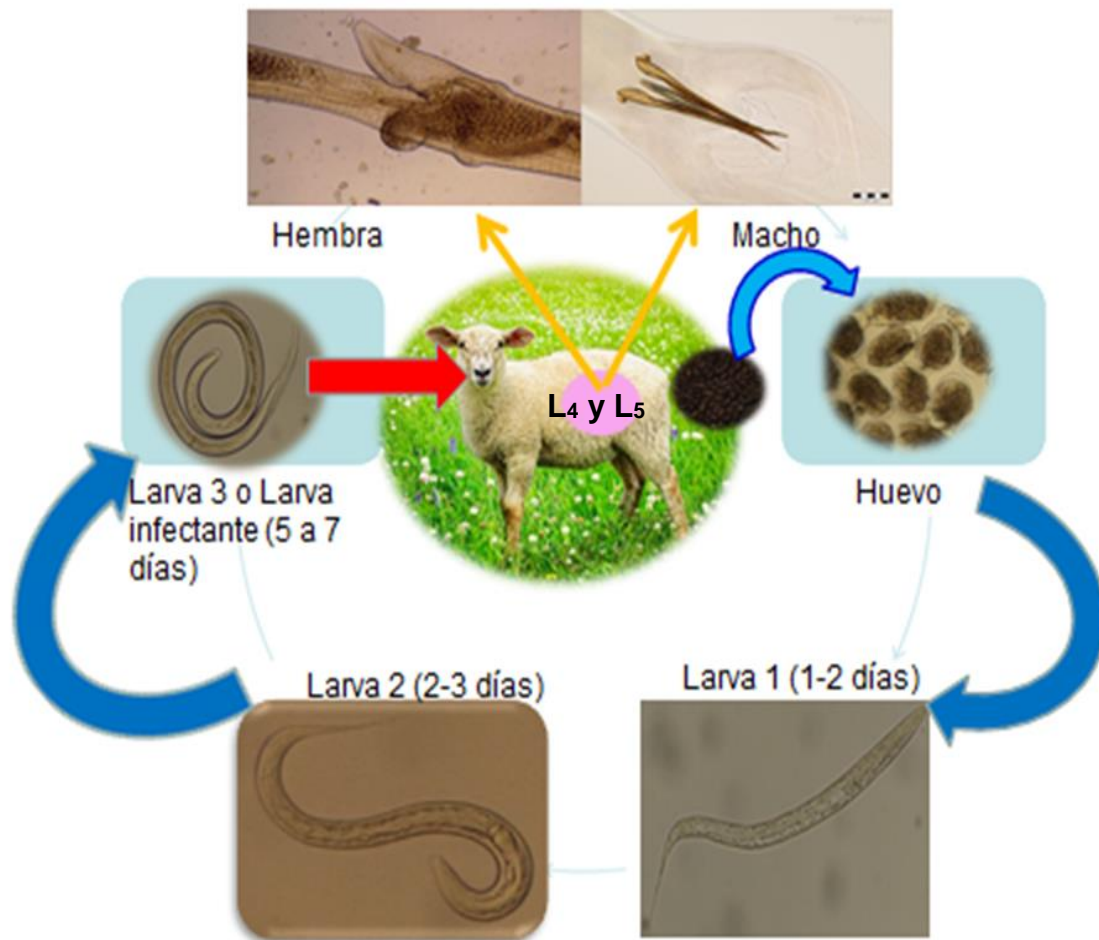 Hembra
Macho
L4 y L5
Larva 3 o Larva
infectante (5 a 7
días)
Huevo
Larva 2 (2-3 días)
Larva 1 (1-2 días)